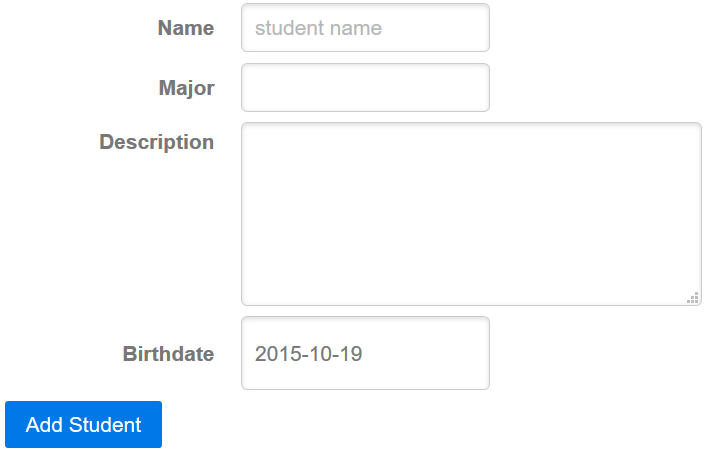 Name student name
Major
Description
Birthdate 2015-10-19
Add Student